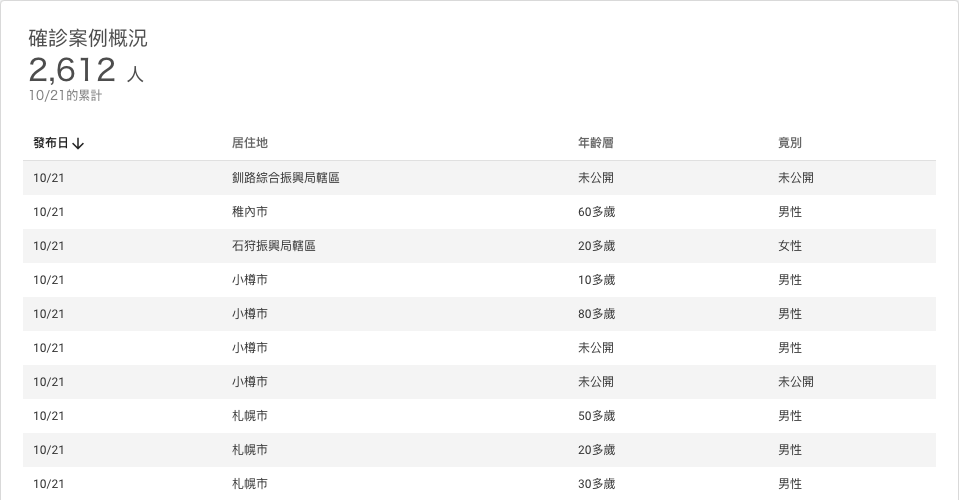 確診案例概況
2,612 人
10/21的累計
發布日↓ 居住地 年齡層 竟別
10/21 釧路綜合振興局轄區 未公開 未公開
10/21 稚內市 60多歲 男性
10/21 石狩振興局轄區 20多歲 女性
10/21 小樽市 10多歲 男性
10/21 小樽市 80多歲 男性
10/21 小樽市 未公開 男性
10/21 小樽市 未公開 未公開
10/21 札幌市 50多歲 男性
10/21 札幌市 20多歲 男性
10/21 札幌市 30多歲 男性